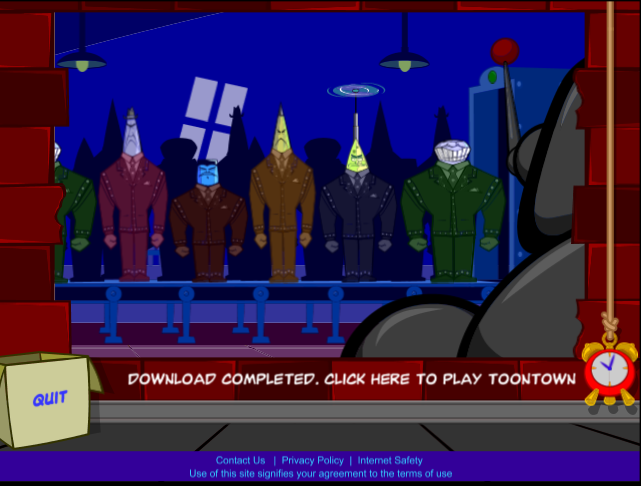 QUIT
DOWNLOAD COMPLETED. CLICK HERE TO PLAY TOONTOWN
Contact Us | Privacy Policy | Internet Safety
Use of this site signifies your agreement to the terms of use